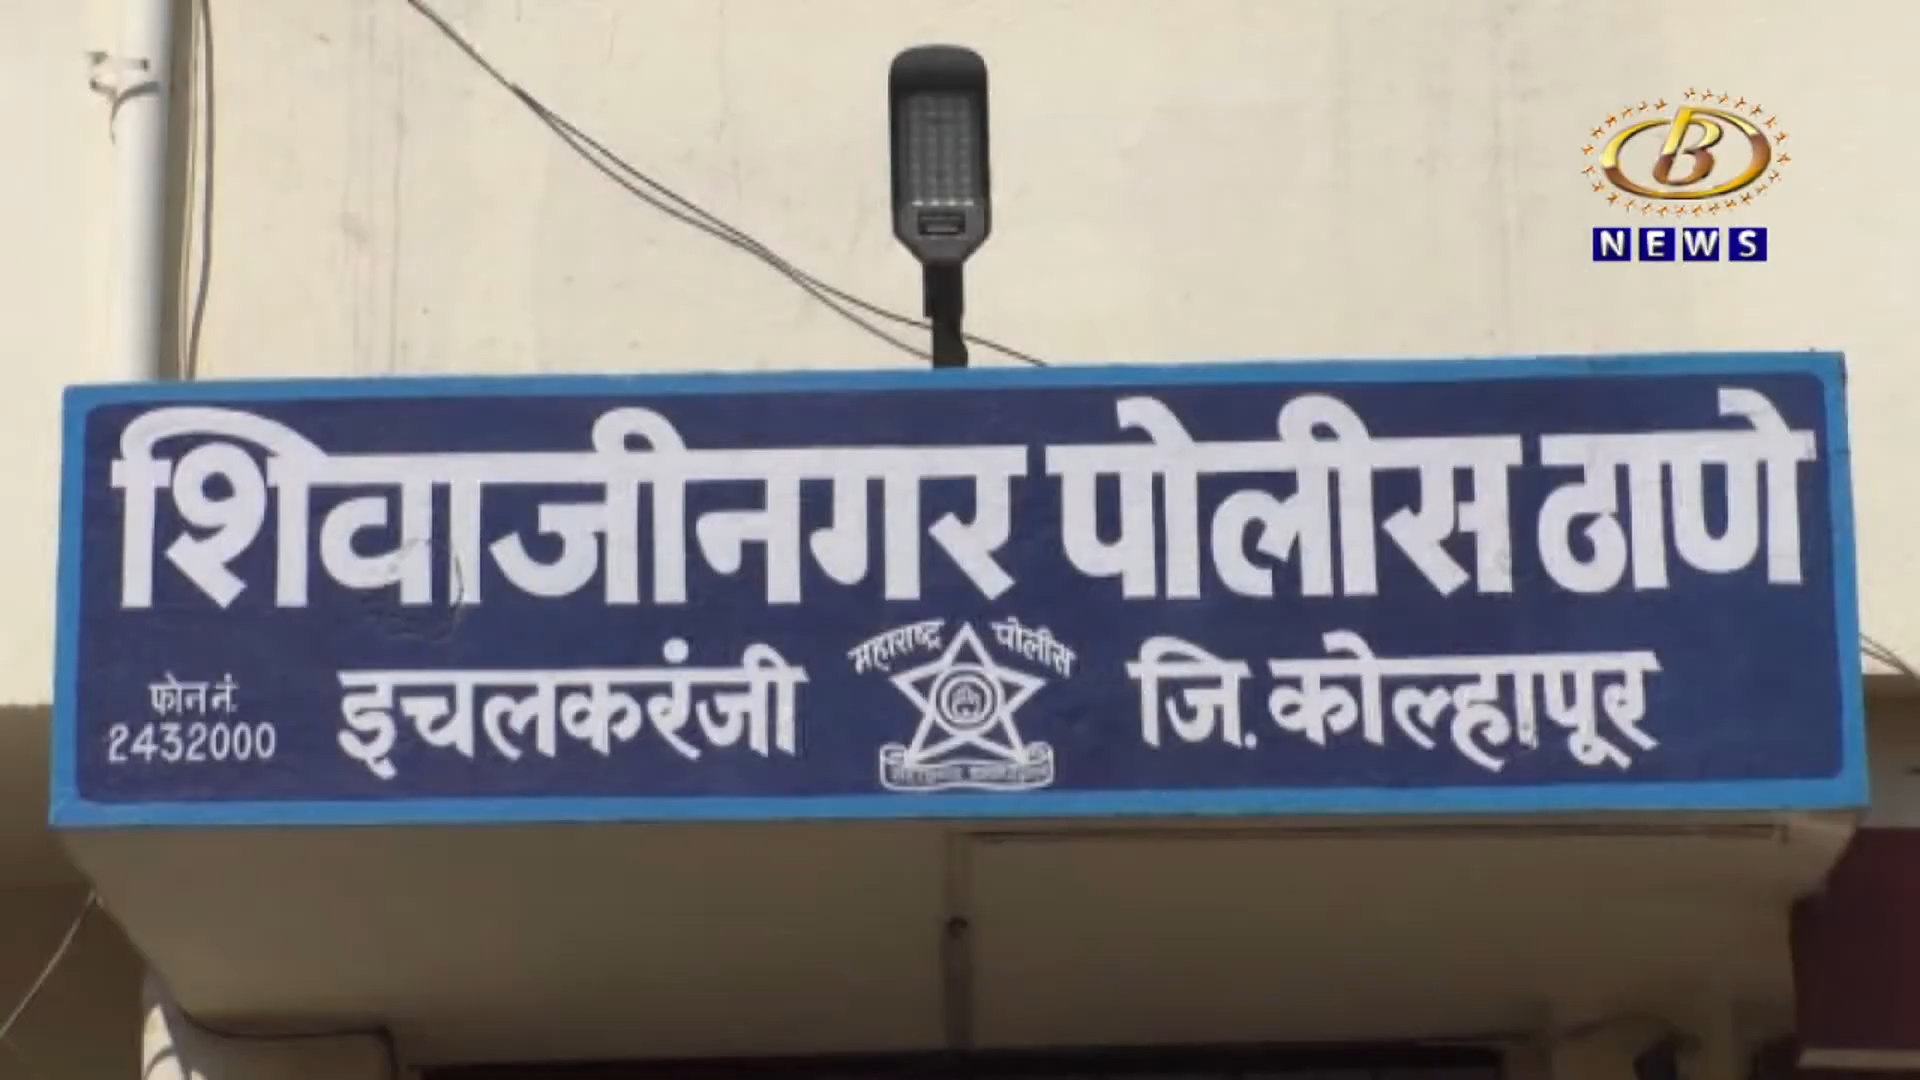 B
NEWS
शिवाजीनगर पोलीस ठाणे
महाराष्ट्र पोलीस
फोन नं.
2432000
इचलकरंजी
जि. कोल्हापूर